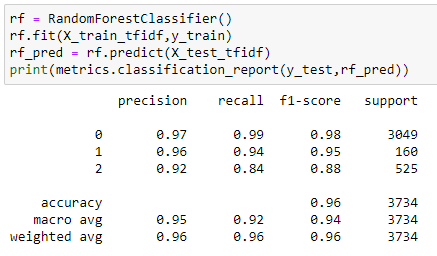 rf = RandomForestClassifier()
rf.fit(X_train_tfidf,y_train)
rf_pred = rf.predict(X_test_tfidf)
print(metrics.classification_report(y_test,rf_pred))
precision recall f1-score support
0 0.97 0.99 0.98 3049
1 0.96 0.94 0.95 160
2 0.92 0.84 0.88 525
accuracy 0.96 3734
macro avg 0.95 0.92 0.94 3734
weighted avg 0.96 0.96 0.96 3734